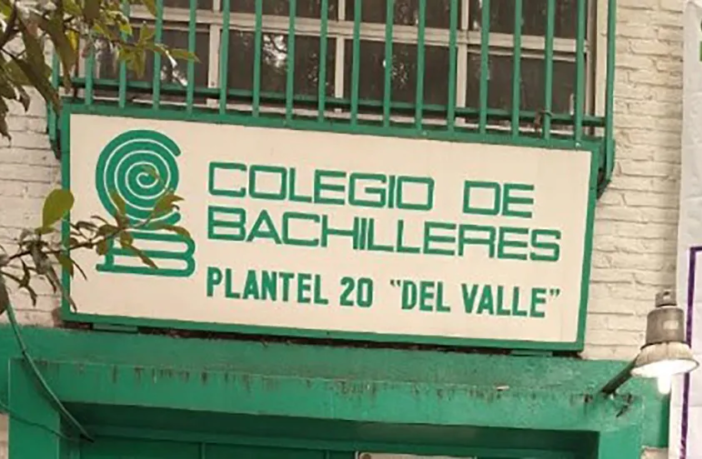 COLEGIO DE
BACHILLERES
PLANTEL 20 "DEL VALLE"